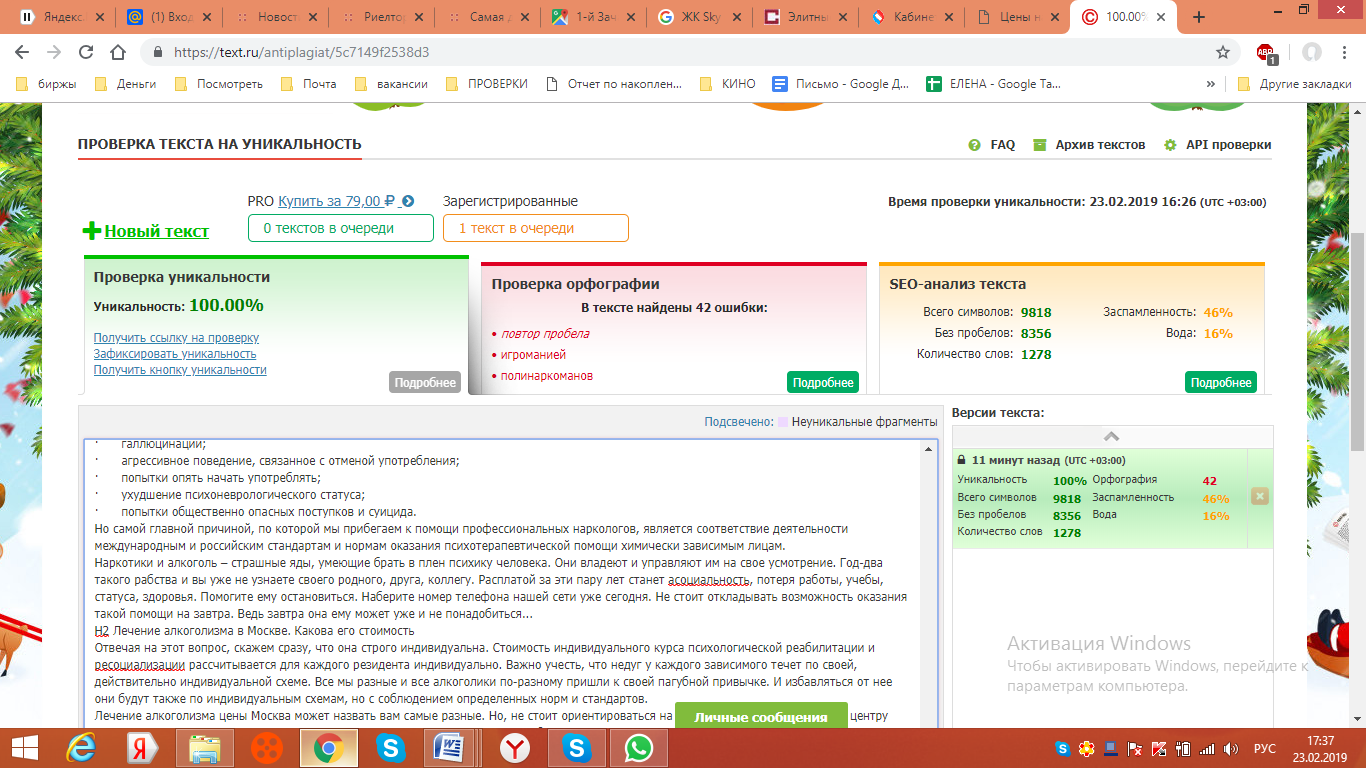 Яндекс
(1) Вход
Новост
Риелтор
Самая д
1-й Зач
ЖК Sky
Элитны
Кабине
Цены н
100.00%
https://text.ru/antiplagiat/5c7149f2538d3
ABP
1
биржы
Деньги
Посмотреть
Почта
вакансии
ПРОВЕРКИ
Отчет по накоплен...
КИНО
Письмо - Google Д...
ЕЛЕНА - Google Та...
»
Другие закладки
ПРОВЕРКА ТЕКСТА НА УНИКАЛЬНОСТЬ
FAQ
Архив текстов
API проверки
PRO Купить за 79,00 ₽
Зарегистрированные
Время проверки уникальности: 23.02.2019 16:26 (UTC +03:00)
Новый текст
0 текстов в очереди
1 текст в очереди
Проверка уникальности
Уникальность: 100.00%
Получить ссылку на проверку
Зафиксировать уникальность
Получить кнопку уникальности
Подробнее
Проверка орфографии
В тексте найдены 42 ошибки:
• повтор пробела
• игроманией
• полинаркоманов
Подробнее
SEO-анализ текста
Всего символов: 9818
Заспамленность: 46%
Без пробелов: 8356
Вода: 16%
Количество слов: 1278
Подробнее
Подсвечено: Неуникальные фрагменты
· галлюцинации;
· агрессивное поведение, связанное с отменой употребления;
· попытки опять начать употреблять;
· ухудшение психоневрологического статуса;
· попытки общественно опасных поступков и суицида.
Но самой главной причиной, по которой мы прибегаем к помощи профессиональных наркологов, является соответствие деятельности
международным и российским стандартам и нормам оказания психотерапевтической помощи химически зависимым лицам.
Наркотики и алкоголь – страшные яды, умеющие брать в плен психику человека. Они владеют и управляют им на свое усмотрение. Год-два
такого рабства и вы уже не узнаете своего родного, друга, коллегу. Расплатой за эти пару лет станет асоциальность, потеря работы, учебы,
статуса, здоровья. Помогите ему остановиться. Наберите номер телефона нашей сети уже сегодня. Не стоит откладывать возможность оказания
такой помощи на завтра. Ведь завтра она ему может уже и не понадобиться...
Н2 Лечение алкоголизма в Москве. Какова его стоимость
Отвечая на этот вопрос, скажем сразу, что она строго индивидуальна. Стоимость индивидуального курса психологической реабилитации и
ресоциализации рассчитывается для каждого резидента индивидуально. Важно учесть, что недуг у каждого зависимого течет по своей,
действительно индивидуальной схеме. Все мы разные и все алкоголики по-разному пришли к своей пагубной привычке. И избавляться от нее
они будут также по индивидуальным схемам, но с соблюдением определенных норм и стандартов.
Лечение алкоголизма цены Москва может назвать вам самые разные. Но, не стоит ориентироваться на центру
Версии текста:
11 минут назад (UTC +03:00)
Уникальность 100% Орфография 42
Всего символов 9818 Заспамленность 46%
Без пробелов 8356 Вода 16%
Количество слов 1278
Активация Windows
Чтобы активировать Windows, перейдите к
параметрам компьютера.
Личные сообщения
РУС
17:37
23.02.2019